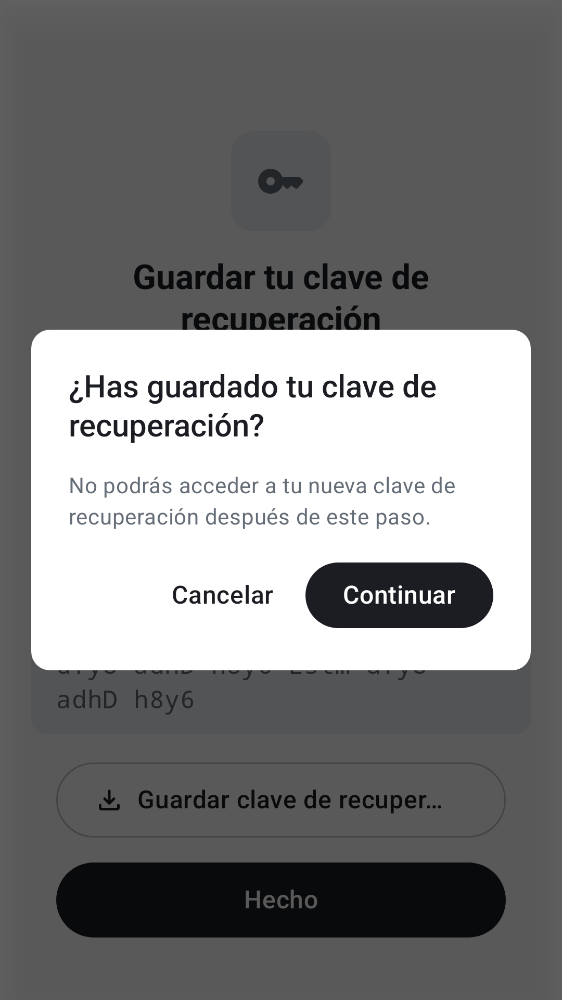 Guardar tu clave de
recuperación
¿Has guardado tu clave de
recuperación?
No podrás acceder a tu nueva clave de
recuperación después de este paso.
Cancelar
Continuar
adhD h8y6
Guardar clave de recuper…
Hecho